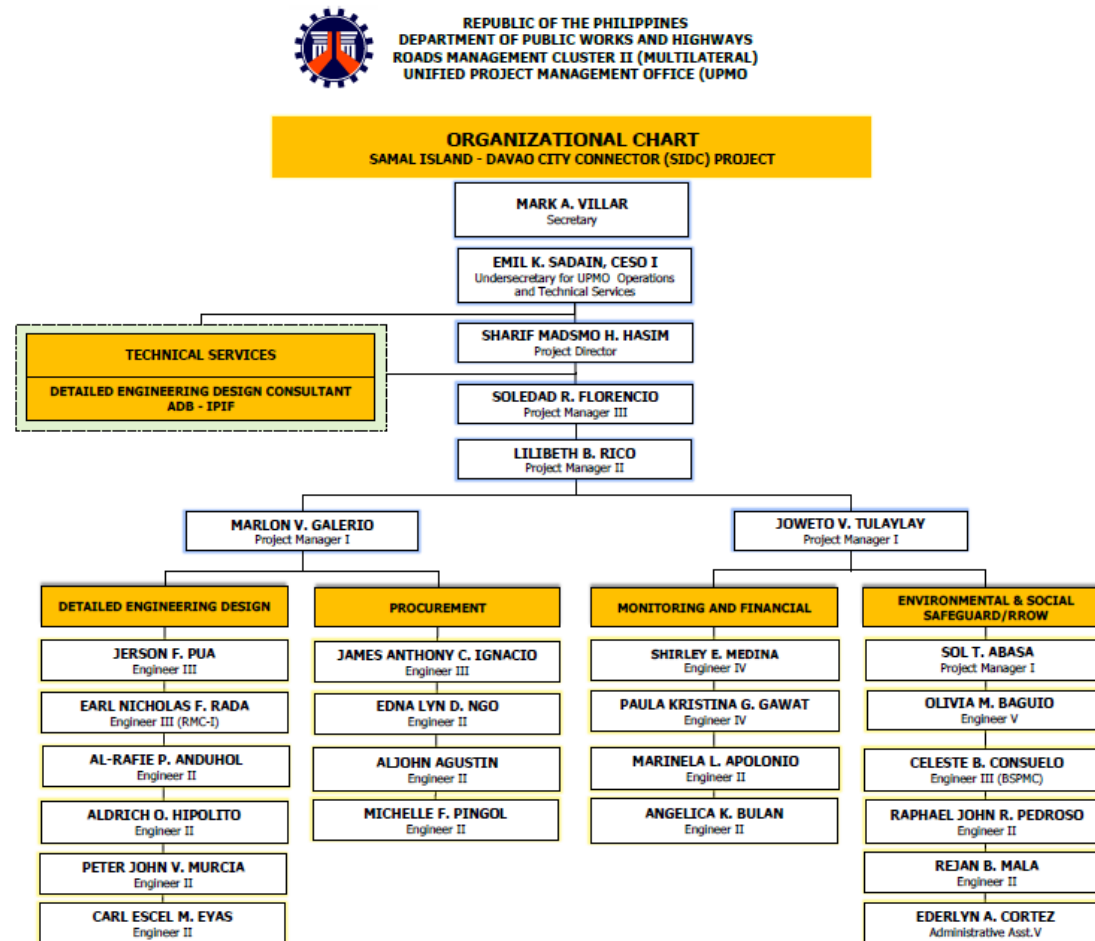 REPUBLIC OF THE PHILIPPINES
DEPARTMENT OF PUBLIC WORKS AND HIGHWAYS
ROADS MANAGEMENT CLUSTER II (MULTILATERAL)
UNIFIED PROJECT MANAGEMENT OFFICE (UPMO
ORGANIZATIONAL CHART
SAMAL ISLAND - DAVAO CITY CONNECTOR (SIDC) PROJECT
MARK A. VILLAR
Secretary
EMIL K. SADAIN, CESO I
Undersecretary for UPMO Operations
and Technical Services
SHARIF MADSMO H. HASIM
Project Director
TECHNICAL SERVICES
DETAILED ENGINEERING DESIGN CONSULTANT
ADB - IPIF
SOLEDAD R. FLORENCIO
Project Manager III
LILIBETH B. RICO
Project Manager II
MARLON V. GALERIO
Project Manager I
JOWETO V. TULAYLAY
Project Manager I
DETAILED ENGINEERING DESIGN
JERSON F. PUA
Engineer III
EARL NICHOLAS F. RADA
Engineer III (RMC-I)
AL-RAFIE P. ANDUHOL
Engineer II
ALDRICH O. HIPOLITO
Engineer II
PETER JOHN V. MURCIA
Engineer II
CARL ESCEL M. EYAS
Engineer II
PROCUREMENT
JAMES ANTHONY C. IGNACIO
Engineer III
EDNA LYN D. NGO
Engineer II
ALJOHN AGUSTIN
Engineer II
MICHELLE F. PINGOL
Engineer II
MONITORING AND FINANCIAL
SHIRLEY E. MEDINA
Engineer IV
PAULA KRISTINA G. GAWAT
Engineer IV
MARINELA L. APOLONIO
Engineer II
ANGELICA K. BULAN
Engineer II
ENVIRONMENTAL & SOCIAL
SAFEGUARD/RROW
SOL T. ABASA
Project Manager I
OLIVIA M. BAGUIO
Engineer V
CELESTE B. CONSUELO
Engineer III (BSPMC)
RAPHAEL JOHN R. PEDROSO
Engineer II
REJAN B. MALA
Engineer II
EDERLYN A. CORTEZ
Administrative Asst.V